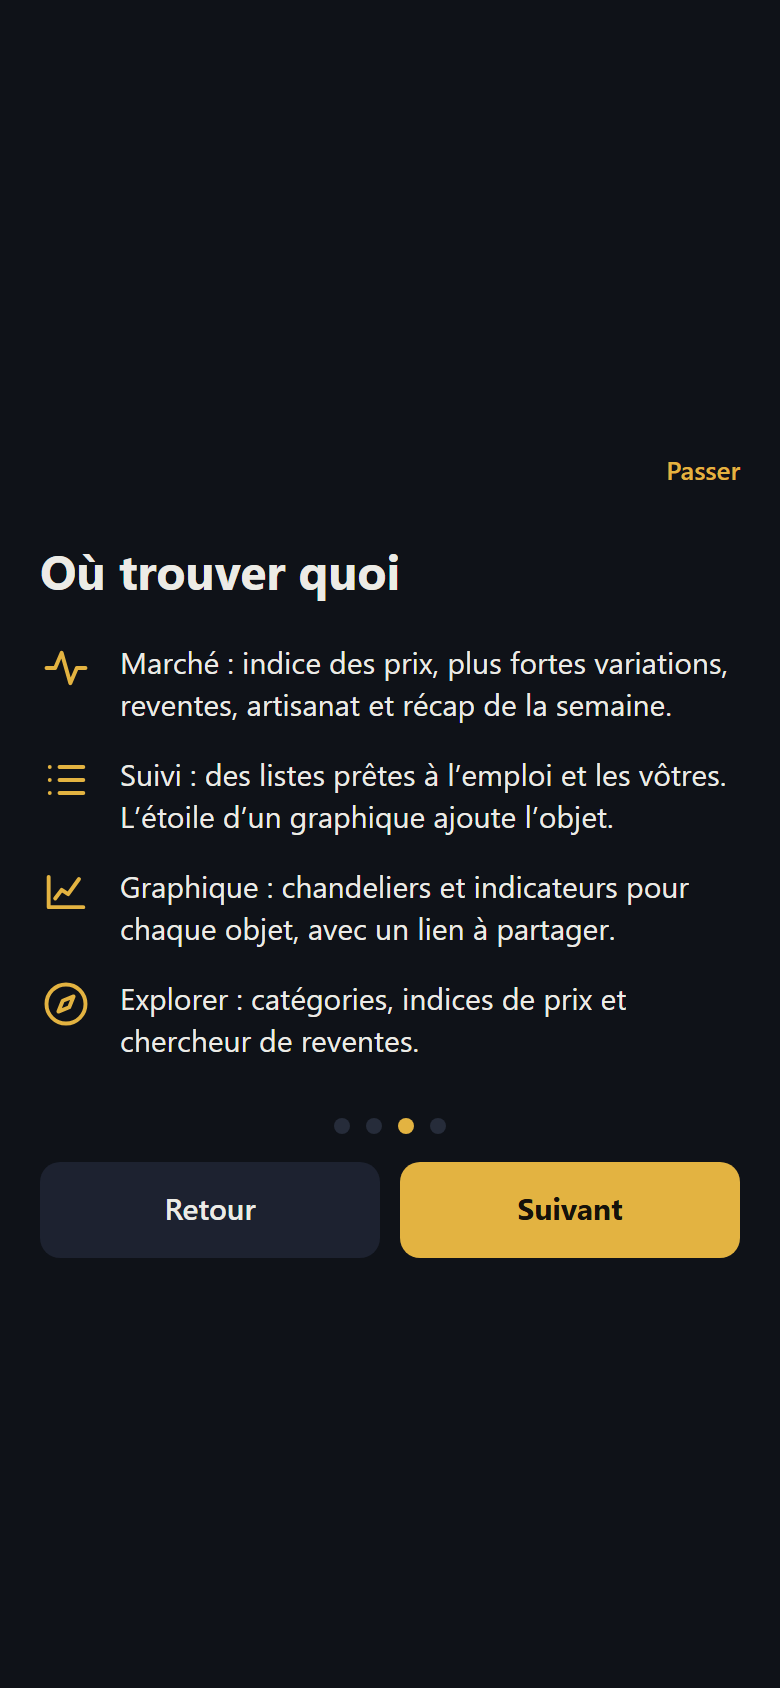 Passer
Où trouver quoi
Marché : indice des prix, plus fortes variations,
reventes, artisanat et récap de la semaine.
Suivi : des listes prêtes à l’emploi et les vôtres.
L’étoile d’un graphique ajoute l’objet.
Graphique : chandeliers et indicateurs pour
chaque objet, avec un lien à partager.
Explorer : catégories, indices de prix et
chercheur de reventes.
Retour
Suivant